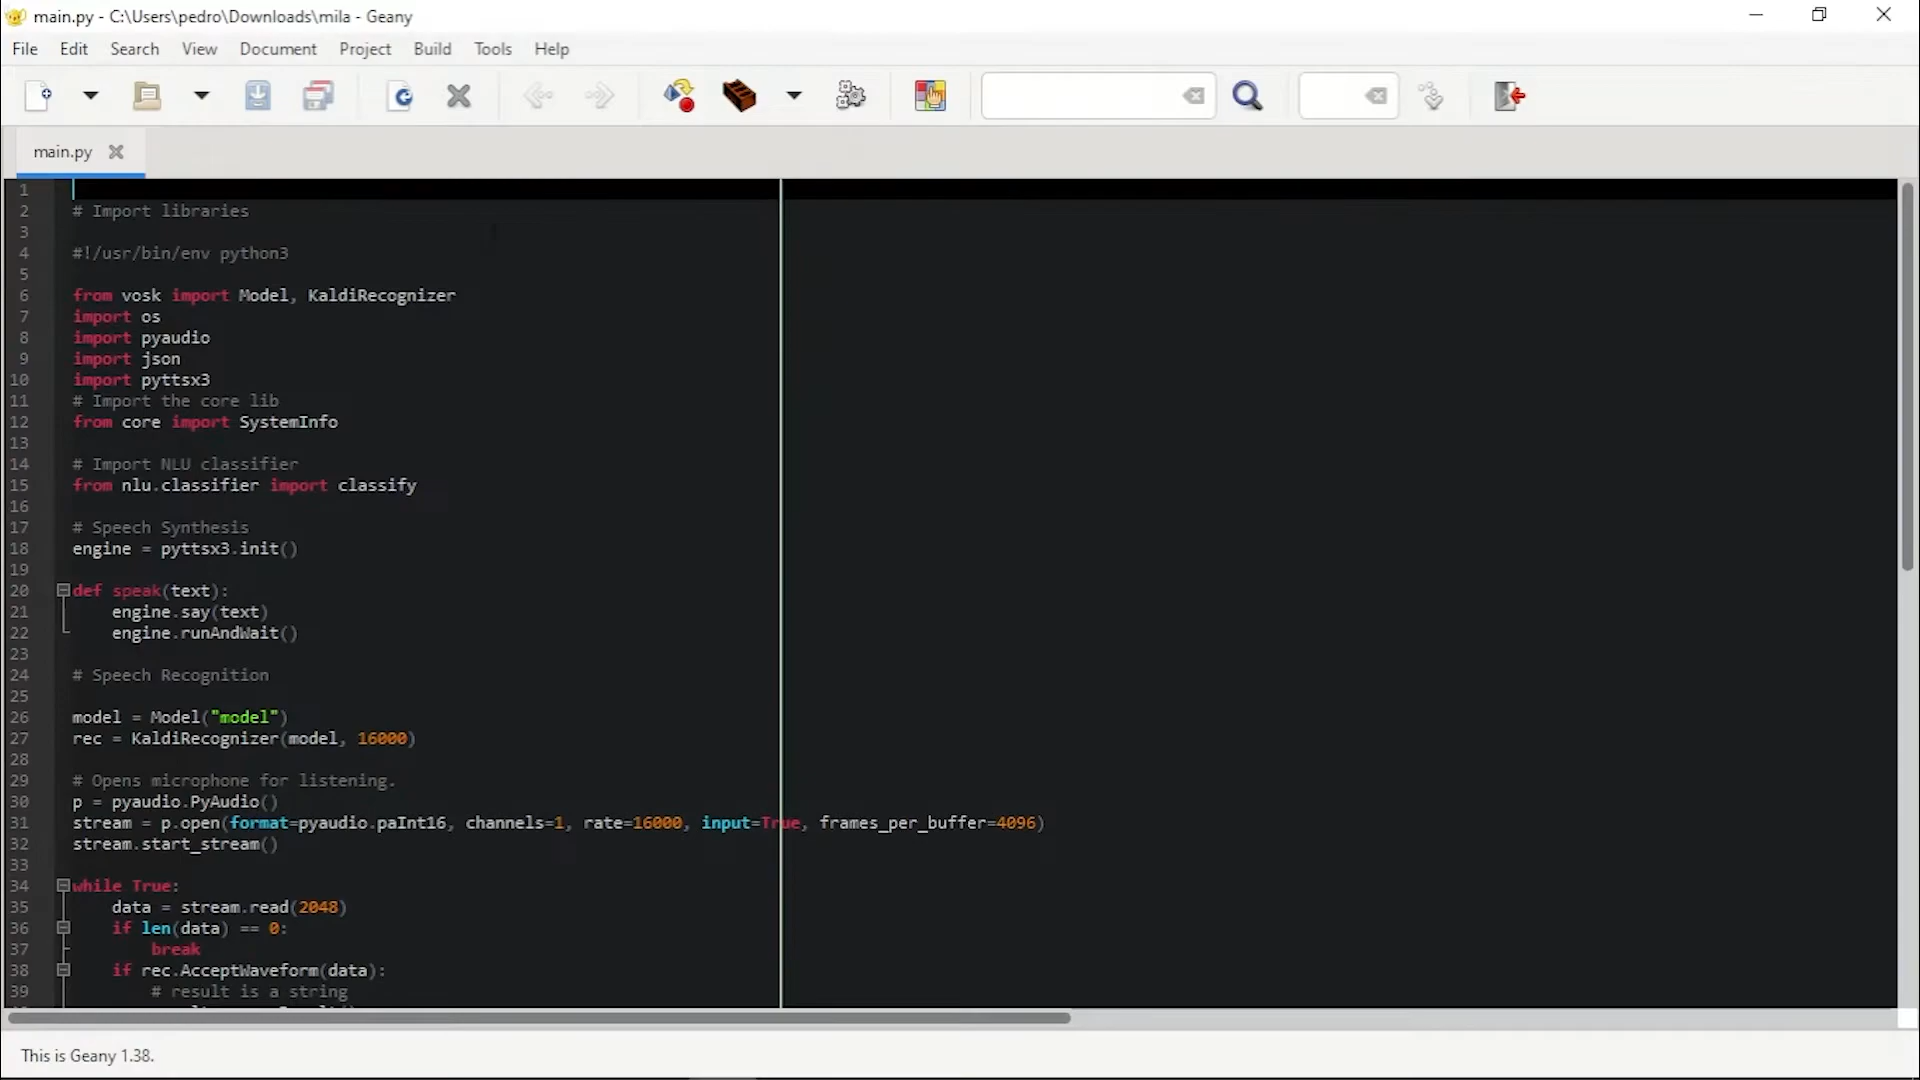 main.py - C:\Users\pedro\Downloads\mila - Geany
File Edit Search View Document Project Build Tools Help
main.py
1
2 # Import libraries
3
4 #!/usr/bin/env python3
5
6 from vosk import Model, KaldiRecognizer
7 import os
8 import pyaudio
9 import json
10 import pyttsx3
11 # Import the core lib
12 from core import SystemInfo
13
14 # Import NLU classifier
15 from nlu.classifier import classify
16
17 # Speech Synthesis
18 engine = pyttsx3.init()
19
20 def speak(text):
21     engine.say(text)
22     engine.runAndWait()
23
24 # Speech Recognition
25
26 model = Model("model")
27 rec = KaldiRecognizer(model, 16000)
28
29 # Opens microphone for listening.
30 p = pyaudio.PyAudio()
31 stream = p.open(format=pyaudio.paInt16, channels=1, rate=16000, input=True, frames_per_buffer=4096)
32 stream.start_stream()
33
34 while True:
35     data = stream.read(2048)
36     if len(data) == 0:
37         break
38     if rec.AcceptWaveform(data):
39         # result is a string
This is Geany 1.38.